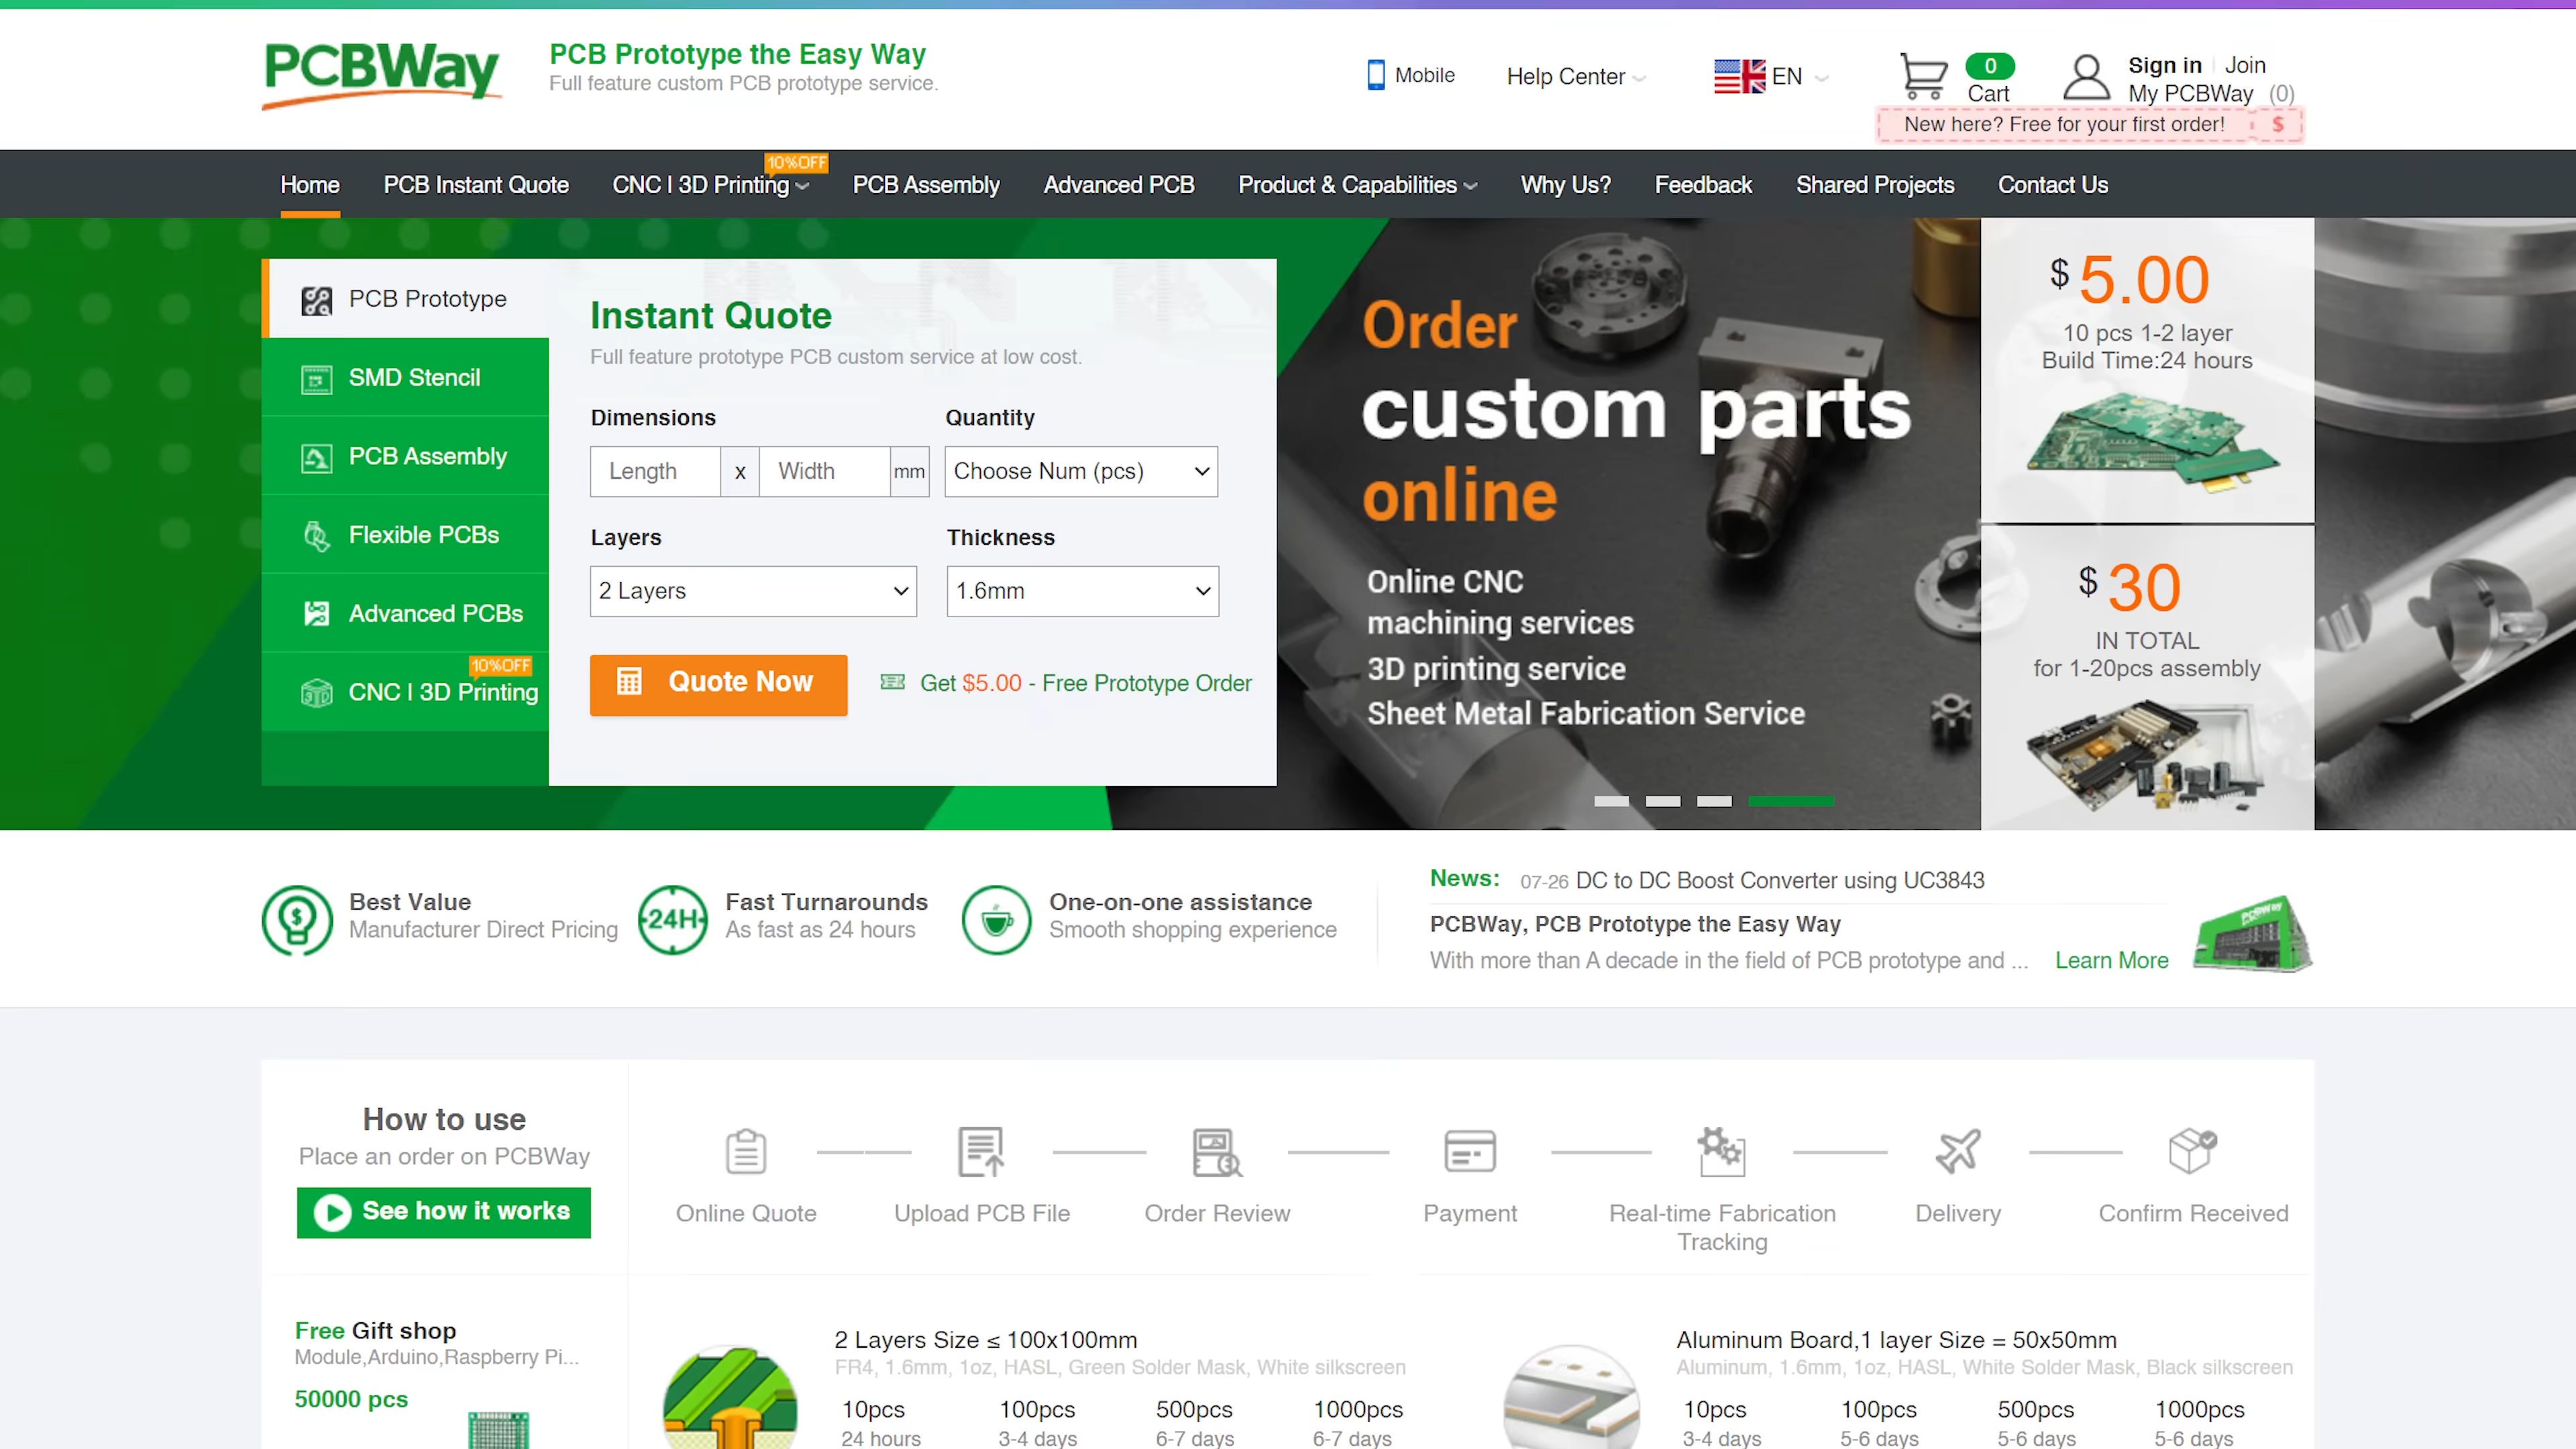 PCBWay
PCB Prototype the Easy Way
Full feature custom PCB prototype service.
Mobile
Help Center
EN
0
Cart
Sign in | Join
My PCBWay (0)
New here? Free for your first order! $
10%OFF
Home
PCB Instant Quote
CNC | 3D Printing
PCB Assembly
Advanced PCB
Product & Capabilities
Why Us?
Feedback
Shared Projects
Contact Us
PCB Prototype
SMD Stencil
PCB Assembly
Flexible PCBs
Advanced PCBs
10%OFF
CNC | 3D Printing
Instant Quote
Full feature prototype PCB custom service at low cost.
Dimensions
Quantity
Length x Width mm
Choose Num (pcs)
Layers
Thickness
2 Layers
1.6mm
Quote Now
Get $5.00 - Free Prototype Order
Order
custom parts
online
Online CNC
machining services
3D printing service
Sheet Metal Fabrication Service
$ 5.00
10 pcs 1-2 layer
Build Time:24 hours
$ 30
IN TOTAL
for 1-20pcs assembly
Best Value
Manufacturer Direct Pricing
24H
Fast Turnarounds
As fast as 24 hours
One-on-one assistance
Smooth shopping experience
News: 07-26 DC to DC Boost Converter using UC3843
PCBWay, PCB Prototype the Easy Way
With more than A decade in the field of PCB prototype and ... Learn More
PCBWay
How to use
Place an order on PCBWay
See how it works
Online Quote
Upload PCB File
Order Review
Payment
Real-time Fabrication
Tracking
Delivery
Confirm Received
Free Gift shop
Module,Arduino,Raspberry Pi...
50000 pcs
2 Layers Size ≤ 100x100mm
FR4, 1.6mm, 1oz, HASL, Green Solder Mask, White silkscreen
10pcs 100pcs 500pcs 1000pcs
24 hours 3-4 days 6-7 days 6-7 days
Aluminum Board,1 layer Size = 50x50mm
Aluminum, 1.6mm, 1oz, HASL, White Solder Mask, Black silkscreen
10pcs 100pcs 500pcs 1000pcs
3-4 days 5-6 days 5-6 days 5-6 days